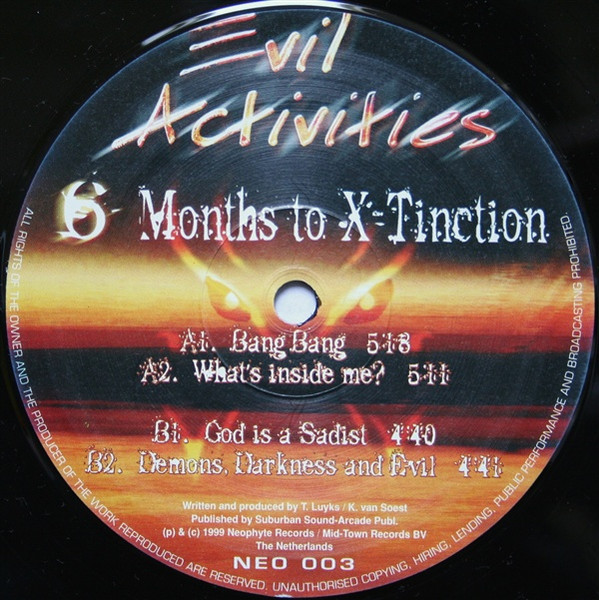 Evil
Activities
6 Months to X-Tinction
A1. Bang Bang 5:18
A2. What's inside me? 5:11
B1. God is a Sadist 4:40
B2. Demons, Darkness and Evil 4:41
Written and produced by T. Luyks / K. van Soest
Published by Suburban Sound-Arcade Publ.
(p) & (c) 1999 Neophyte Records / Mid-Town Records BV
The Netherlands
NEO 003
ALL RIGHTS OF THE OWNER AND THE PRODUCER OF THE WORK REPRODUCED ARE RESERVED. UNAUTHORISED COPYING, HIRING, LENDING, PUBLIC PERFORMANCE AND BROADCASTING PROHIBITED.